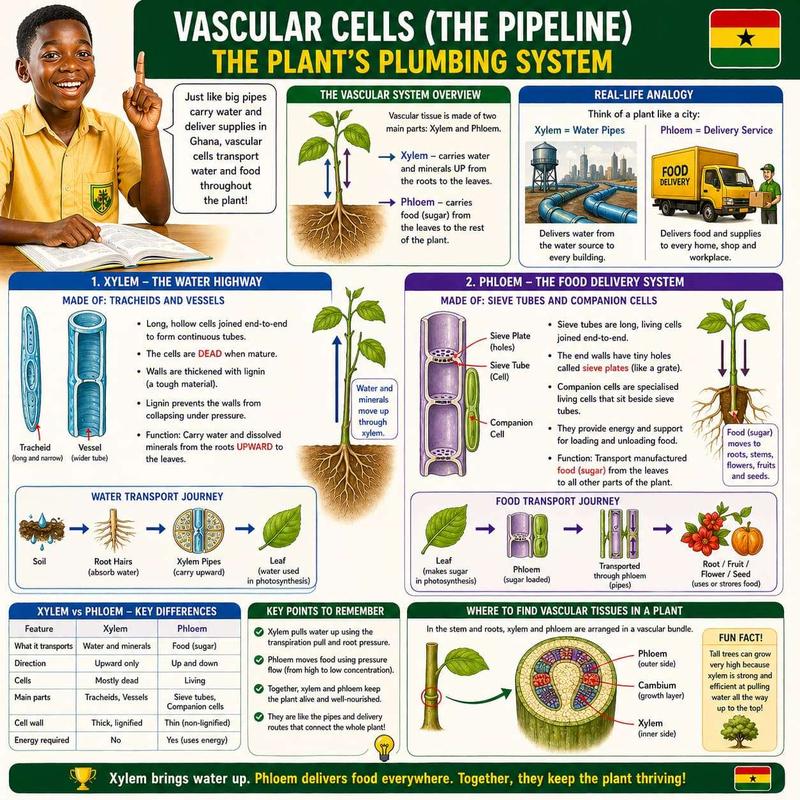 VASCULAR CELLS (THE PIPELINE)
THE PLANT'S PLUMBING SYSTEM
Just like big pipes
carry water and
deliver supplies in
Ghana, vascular
cells transport
water and food
throughout
the plant!
THE VASCULAR SYSTEM OVERVIEW
Vascular tissue is made of two
main parts: Xylem and Phloem.
Xylem – carries water
and minerals UP from
the roots to the leaves.
Phloem – carries
food (sugar) from
the leaves to the rest
of the plant.
REAL-LIFE ANALOGY
Think of a plant like a city:
Xylem = Water Pipes
Delivers water from
the water source to
every building.
Phloem = Delivery Service
FOOD
DELIVERY
Delivers food and supplies
to every home, shop and
workplace.
1. XYLEM – THE WATER HIGHWAY
MADE OF: TRACHEIDS AND VESSELS
Tracheid
(long and narrow)
Vessel
(wider tube)
• Long, hollow cells joined end-to-end
to form continuous tubes.
• The cells are DEAD when mature.
• Walls are thickened with lignin
(a tough material).
• Lignin prevents the walls from
collapsing under pressure.
• Function: Carry water and dissolved
minerals from the roots UPWARD to
the leaves.
Water and
minerals
move up
through
xylem.
WATER TRANSPORT JOURNEY
Soil
Root Hairs
(absorb water)
Xylem Pipes
(carry upward)
Leaf
(water used
in photosynthesis)
2. PHLOEM – THE FOOD DELIVERY SYSTEM
MADE OF: SIEVE TUBES AND COMPANION CELLS
Sieve Plate
(holes)
Sieve Tube
(Cell)
Companion
Cell
• Sieve tubes are long, living cells
joined end-to-end.
• The end walls have tiny holes
called sieve plates (like a grate).
• Companion cells are specialised
living cells that sit beside sieve
tubes.
• They provide energy and support
for loading and unloading food.
• Function: Transport manufactured
food (sugar) from the leaves
to all other parts of the plant.
Food (sugar)
moves to
roots, stems,
flowers, fruits
and seeds.
FOOD TRANSPORT JOURNEY
Leaf
(makes sugar
in photosynthesis)
Phloem
(sugar loaded)
Transported
through phloem
(pipes)
Root / Fruit /
Flower / Seed
(uses or stores food)
XYLEM vs PHLOEM – KEY DIFFERENCES
Feature Xylem Phloem
What it transports Water and minerals Food (sugar)
Direction Upward only Up and down
Cells Mostly dead Living
Main parts Tracheids, Vessels Sieve tubes,
Companion cells
Cell wall Thick, lignified Thin (non-lignified)
Energy required No Yes (uses energy)
KEY POINTS TO REMEMBER
Xylem pulls water up using the
transpiration pull and root pressure.
Phloem moves food using pressure
flow (from high to low concentration).
Together, xylem and phloem keep
the plant alive and well-nourished.
They are like the pipes and delivery
routes that connect the whole plant!
WHERE TO FIND VASCULAR TISSUES IN A PLANT
In the stem and roots, xylem and phloem are arranged in a vascular bundle.
Phloem
(outer side)
Cambium
(growth layer)
Xylem
(inner side)
FUN FACT!
Tall trees can grow
very high because
xylem is strong and
efficient at pulling
water all the way
up to the top!
Xylem brings water up. Phloem delivers food everywhere. Together, they keep the plant thriving!